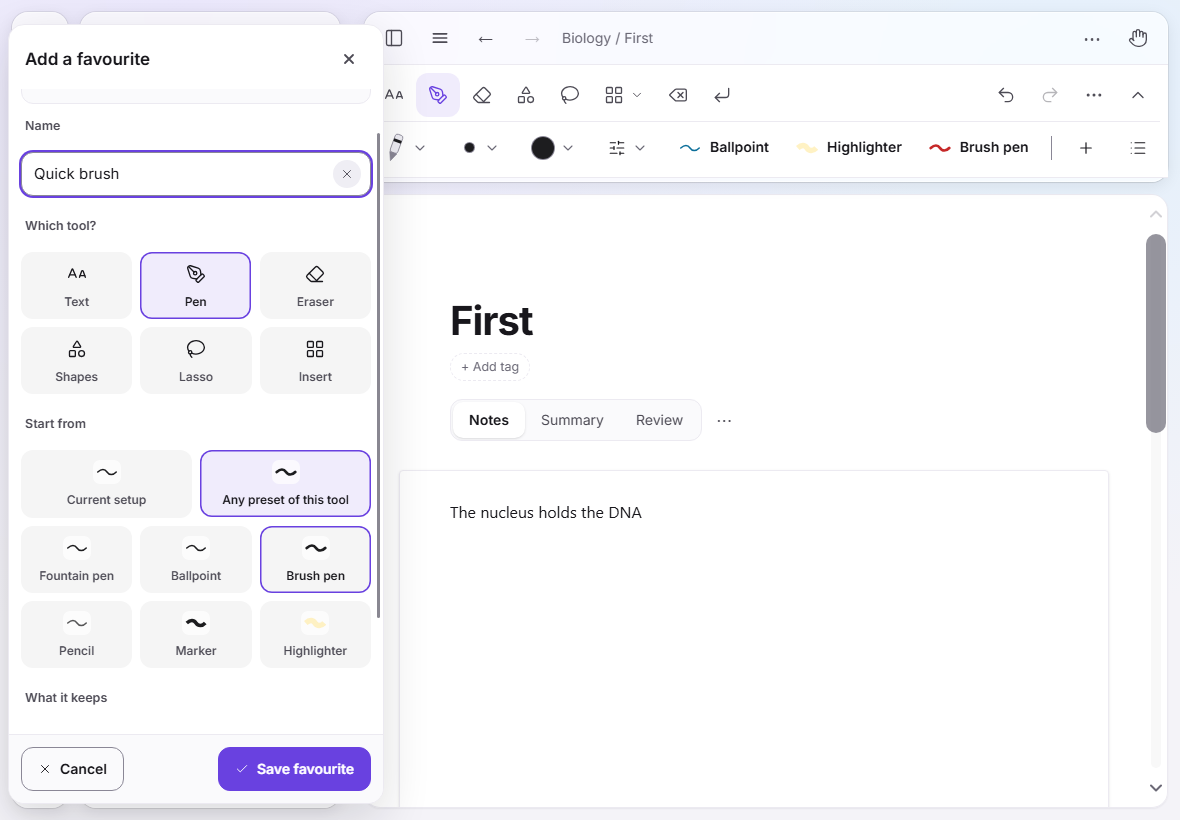 Add a favourite
Name
Quick brush
Which tool?
Text
Pen
Eraser
Shapes
Lasso
Insert
Start from
Current setup
Any preset of this tool
Fountain pen
Ballpoint
Brush pen
Pencil
Marker
Highlighter
What it keeps
Cancel
Save favourite
Biology / First
AA
Ballpoint
Highlighter
Brush pen
First
+ Add tag
Notes
Summary
Review
The nucleus holds the DNA